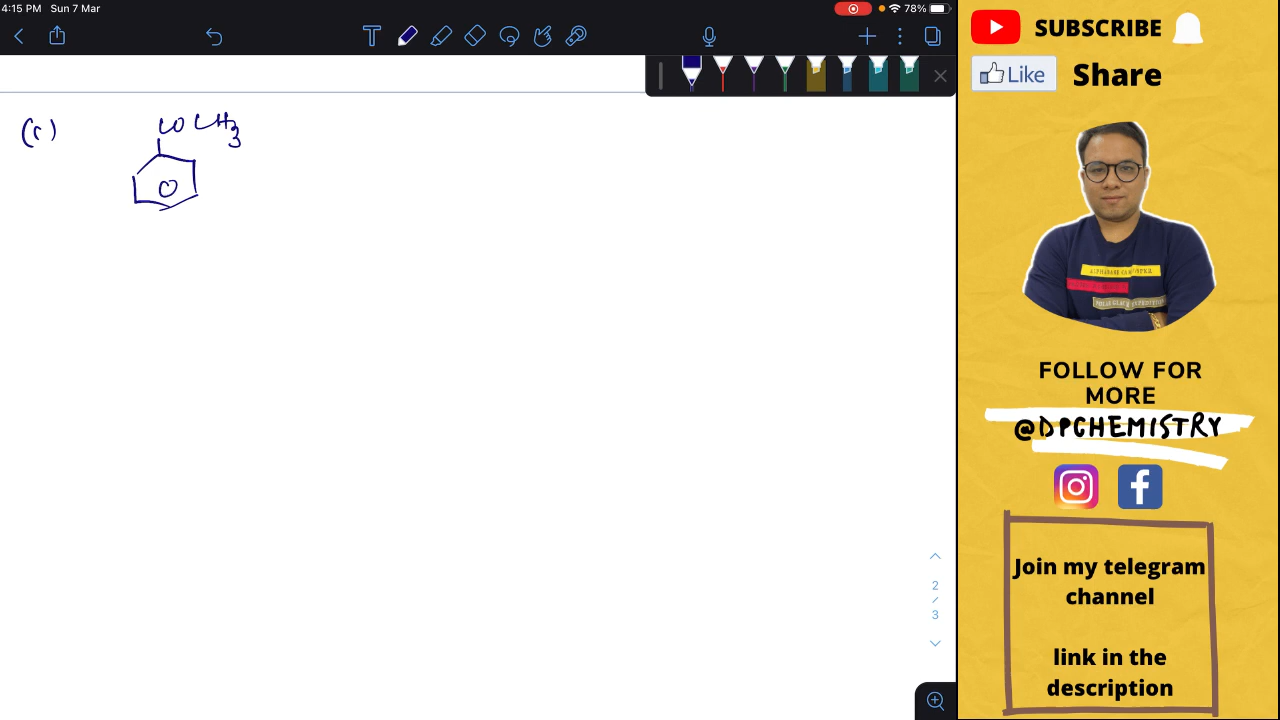 4:15 PM Sun 7 Mar
78%
(c)
COCH3
2
/
3
SUBSCRIBE
Like Share
FOLLOW FOR
MORE
@DPCHEMISTRY
Join my telegram
channel
link in the
description